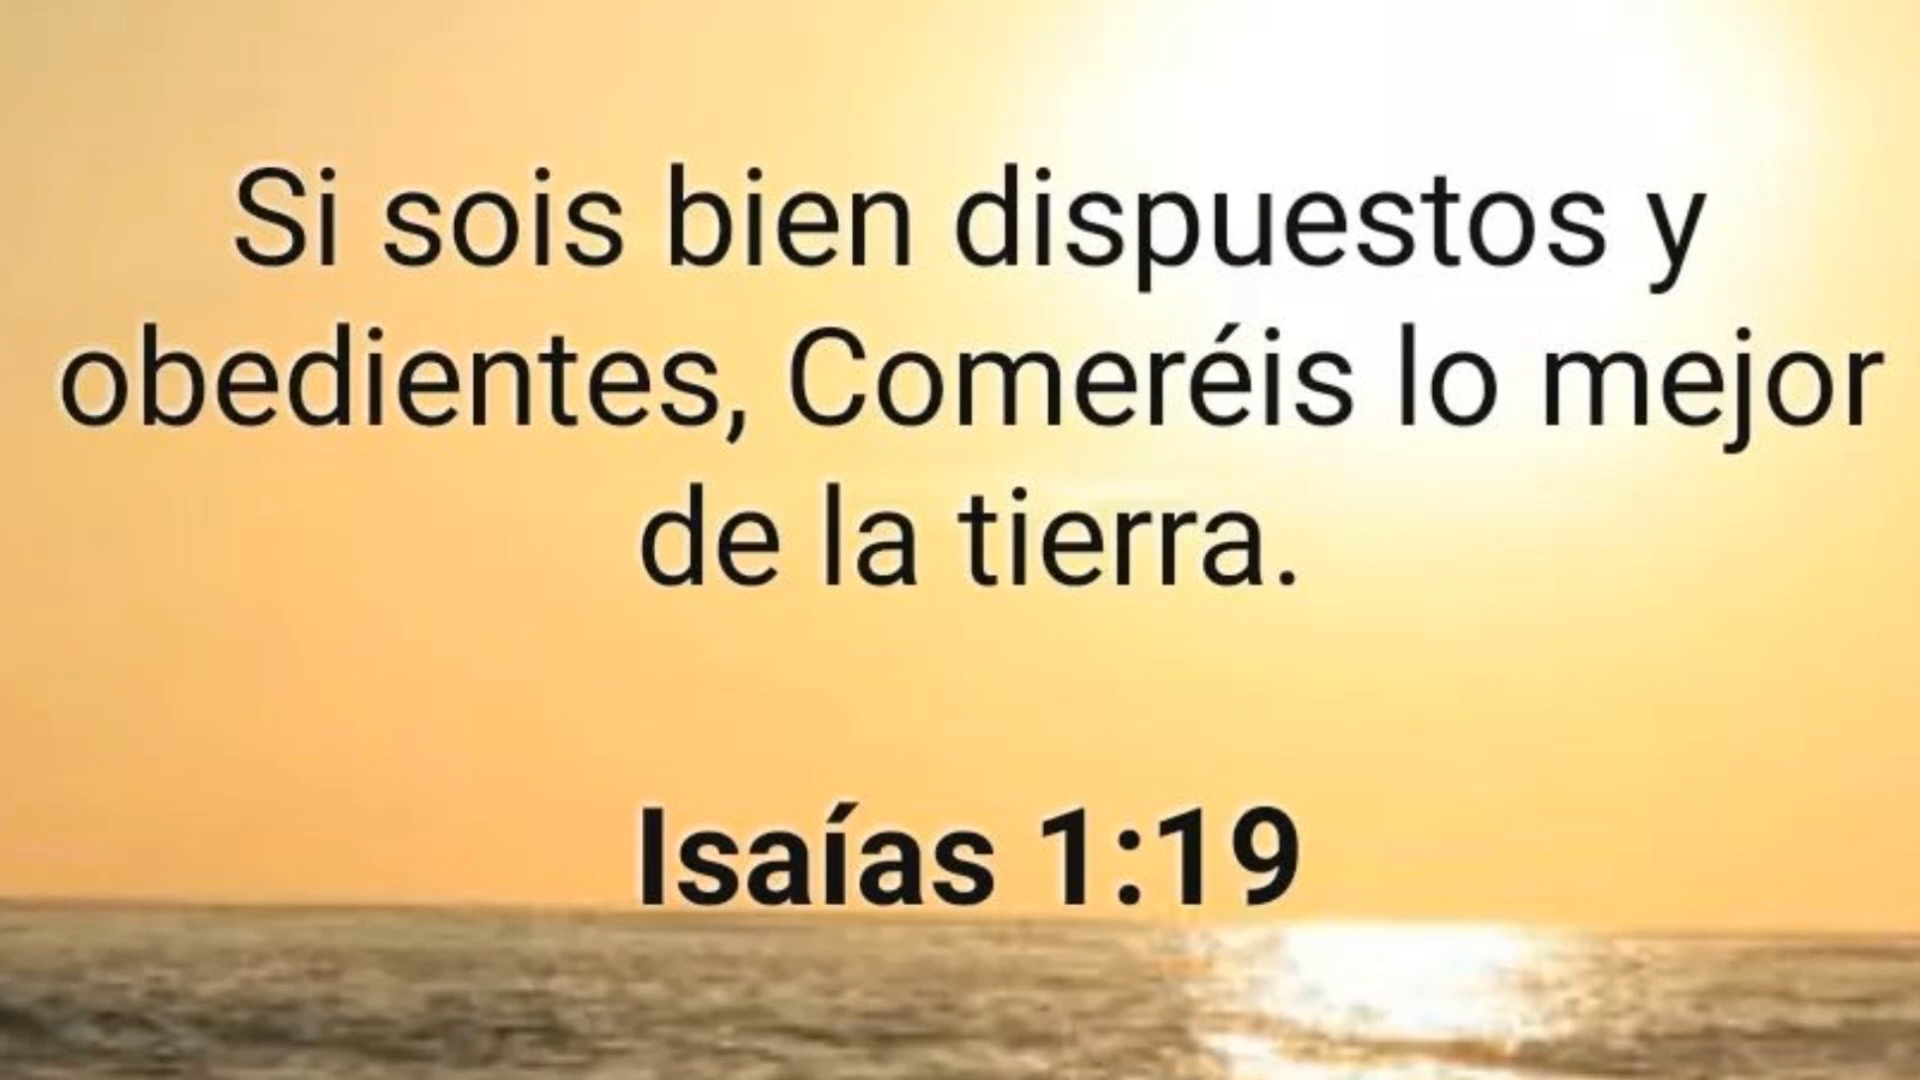 Si sois bien dispuestos y
obedientes, Comeréis lo mejor
de la tierra.
Isaías 1:19